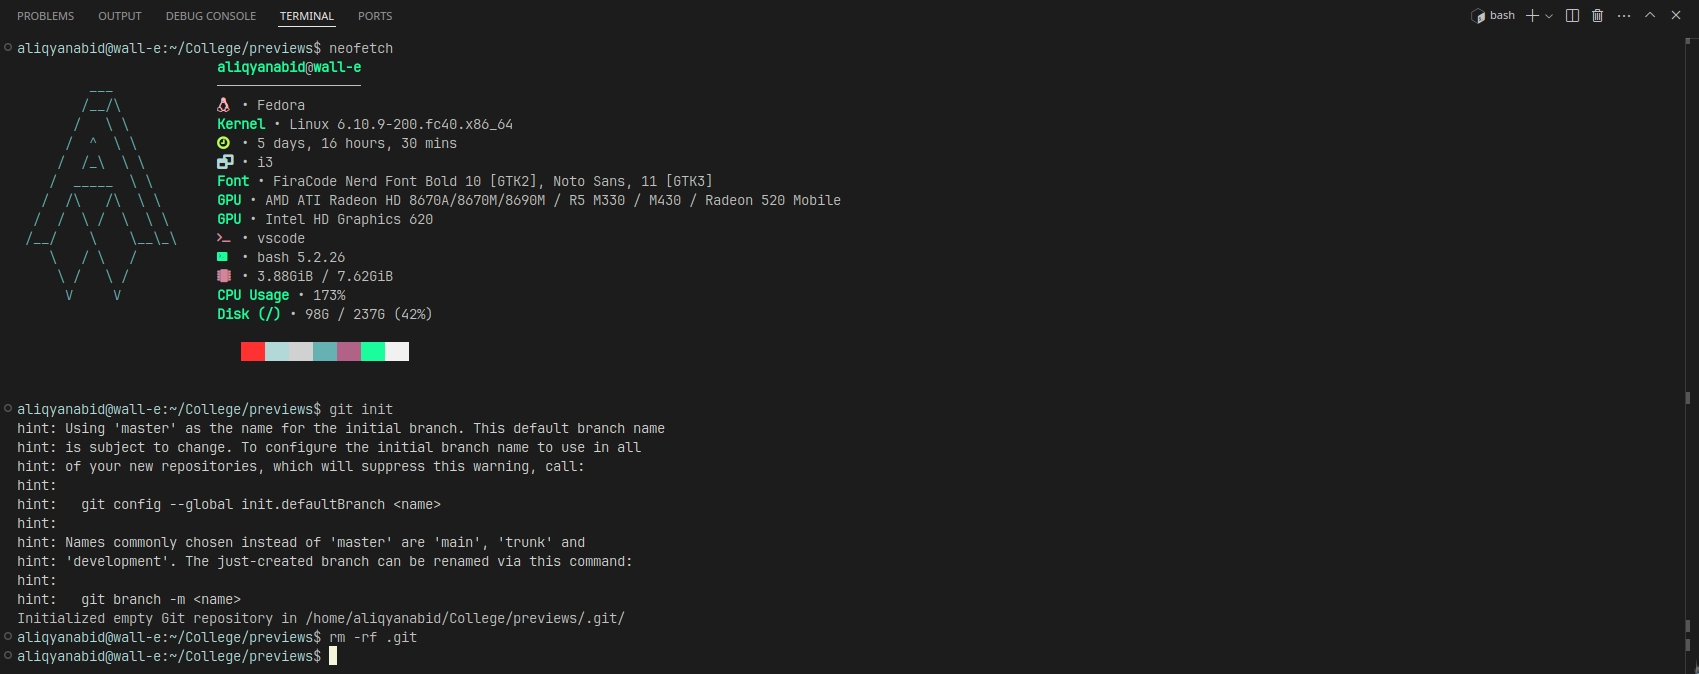 PROBLEMS OUTPUT DEBUG CONSOLE TERMINAL PORTS bash
aliqyanabid@wall-e:~/College/previews$ neofetch
aliqyanabid@wall-e
• Fedora
Kernel • Linux 6.10.9-200.fc40.x86_64
• 5 days, 16 hours, 30 mins
• i3
Font • FiraCode Nerd Font Bold 10 [GTK2], Noto Sans, 11 [GTK3]
GPU • AMD ATI Radeon HD 8670A/8670M/8690M / R5 M330 / M430 / Radeon 520 Mobile
GPU • Intel HD Graphics 620
• vscode
• bash 5.2.26
• 3.88GiB / 7.62GiB
CPU Usage • 173%
Disk (/) • 98G / 237G (42%)
aliqyanabid@wall-e:~/College/previews$ git init
hint: Using 'master' as the name for the initial branch. This default branch name
hint: is subject to change. To configure the initial branch name to use in all
hint: of your new repositories, which will suppress this warning, call:
hint:
hint:   git config --global init.defaultBranch <name>
hint:
hint: Names commonly chosen instead of 'master' are 'main', 'trunk' and
hint: 'development'. The just-created branch can be renamed via this command:
hint:
hint:   git branch -m <name>
Initialized empty Git repository in /home/aliqyanabid/College/previews/.git/
aliqyanabid@wall-e:~/College/previews$ rm -rf .git
aliqyanabid@wall-e:~/College/previews$